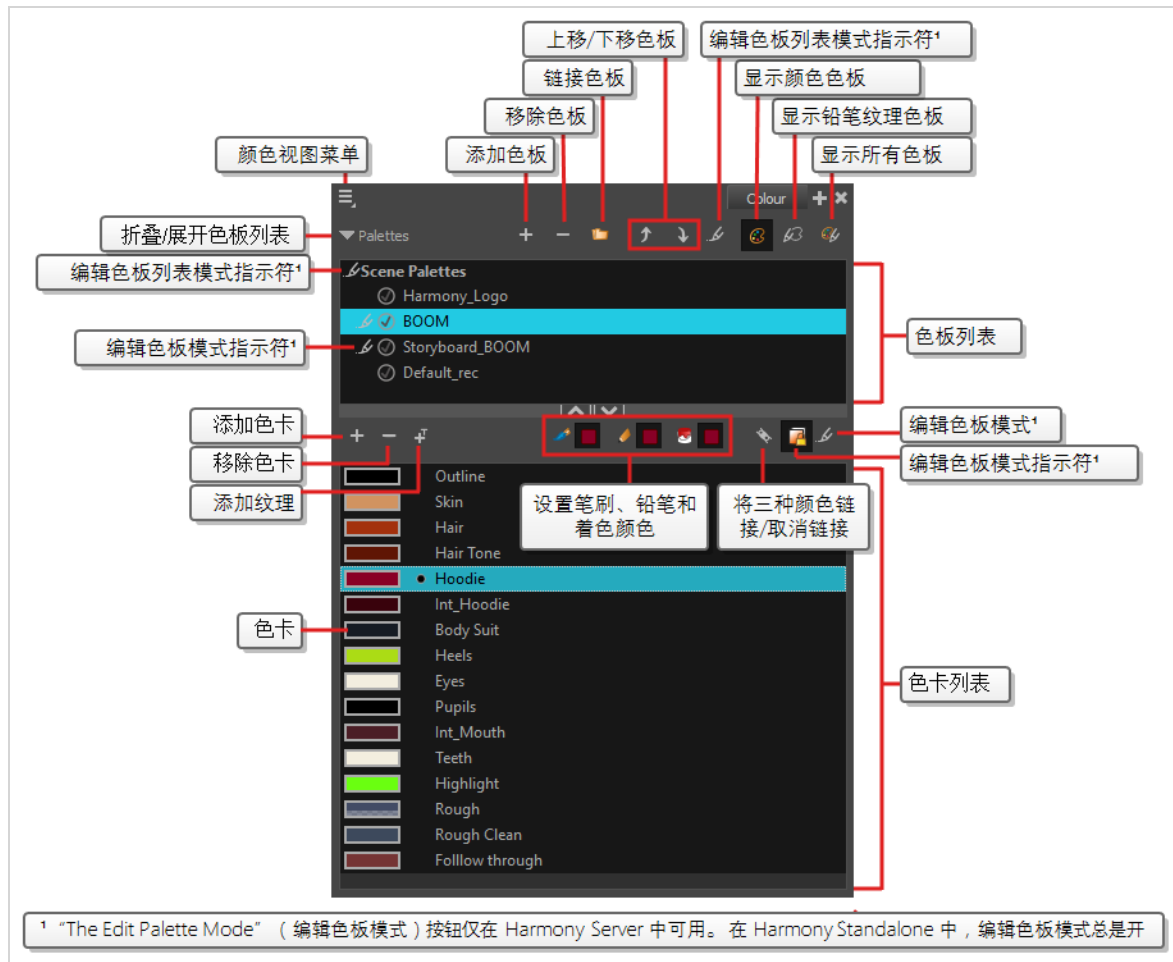 上移/下移色板
编辑色板列表模式指示符¹
链接色板
显示颜色色板
移除色板
显示铅笔纹理色板
颜色视图菜单
添加色板
显示所有色板
Colour
折叠/展开色板列表
Palettes
编辑色板列表模式指示符¹
Scene Palettes
Harmony_Logo
BOOM
色板列表
编辑色板模式指示符¹
Storyboard_BOOM
Default_rec
添加色卡
编辑色板模式¹
移除色卡
编辑色板模式指示符¹
添加纹理
Outline
Skin
设置笔刷、铅笔和
着色颜色
将三种颜色链
接/取消链接
Hair
Hair Tone
Hoodie
Int_Hoodie
色卡
Body Suit
Heels
Eyes
色卡列表
Pupils
Int_Mouth
Teeth
Highlight
Rough
Rough Clean
Folllow through
¹ “The Edit Palette Mode” （编辑色板模式）按钮仅在 Harmony Server 中可用。 在 Harmony Standalone 中，编辑色板模式总是开